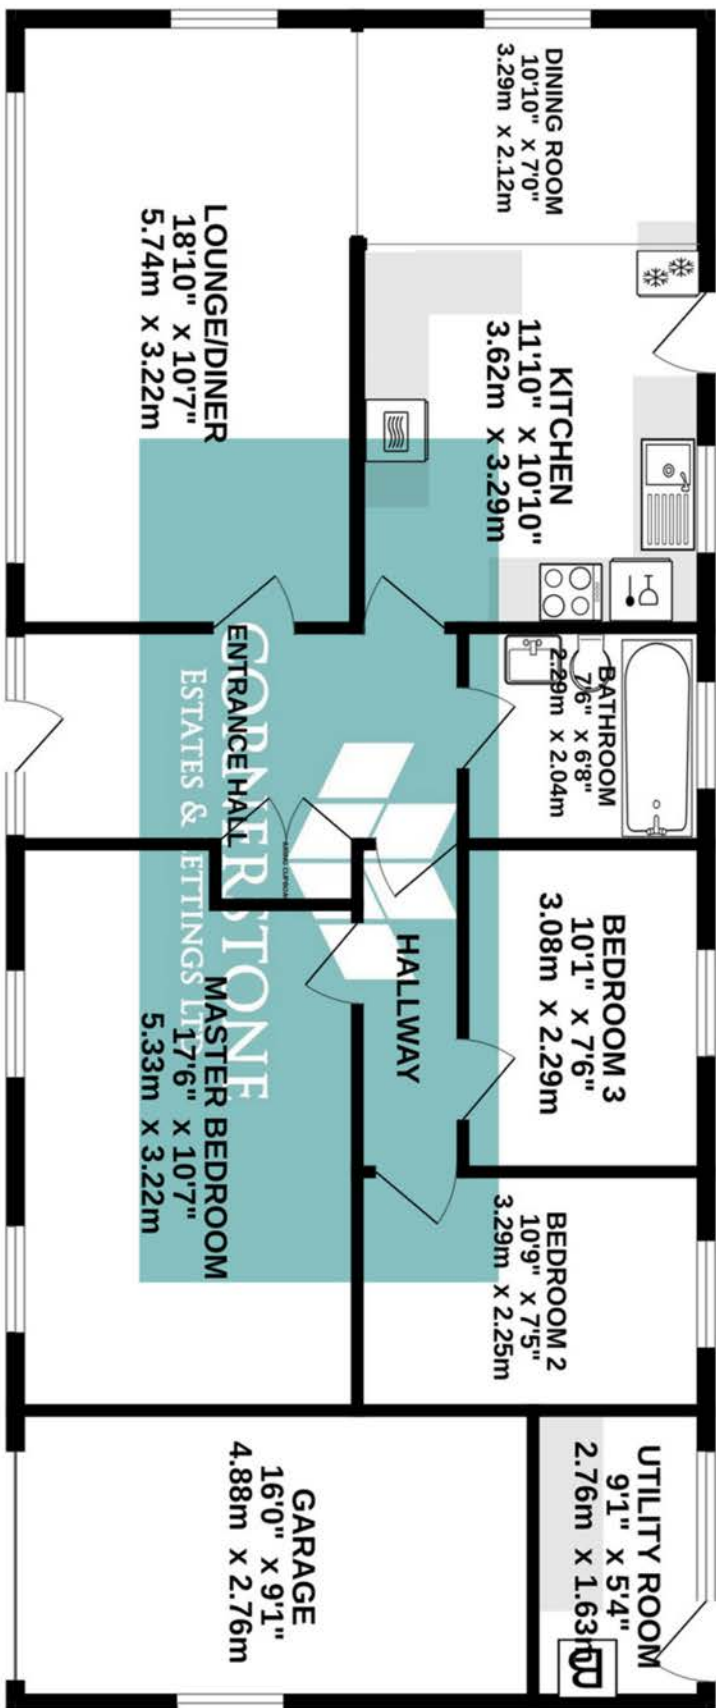 DINING ROOM
10'10" x 7'0"
3.29m x 2.12m
KITCHEN
11'10" x 10'10"
3.62m x 3.29m
LOUNGE/DINER
18'10" x 10'7"
5.74m x 3.22m
BATHROOM
7'6" x 6'8"
2.29m x 2.04m
ENTRANCE HALL
BEDROOM 3
10'1" x 7'6"
3.08m x 2.29m
HALLWAY
MASTER BEDROOM
17'6" x 10'7"
5.33m x 3.22m
BEDROOM 2
10'9" x 7'5"
3.29m x 2.25m
UTILITY ROOM
9'1" x 5'4"
2.76m x 1.63m
GARAGE
16'0" x 9'1"
4.88m x 2.76m
CORNERSTONE
ESTATES & LETTINGS LTD